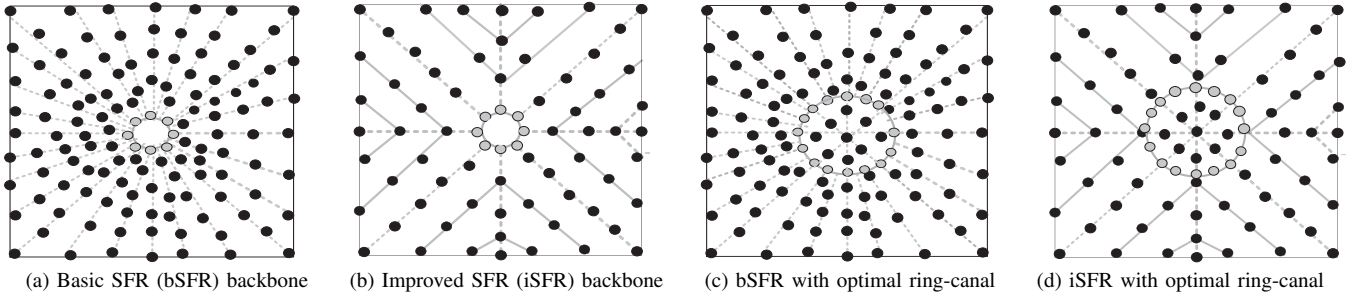 (a) Basic SFR (bSFR) backbone
(b) Improved SFR (iSFR) backbone
(c) bSFR with optimal ring-canal
(d) iSFR with optimal ring-canal